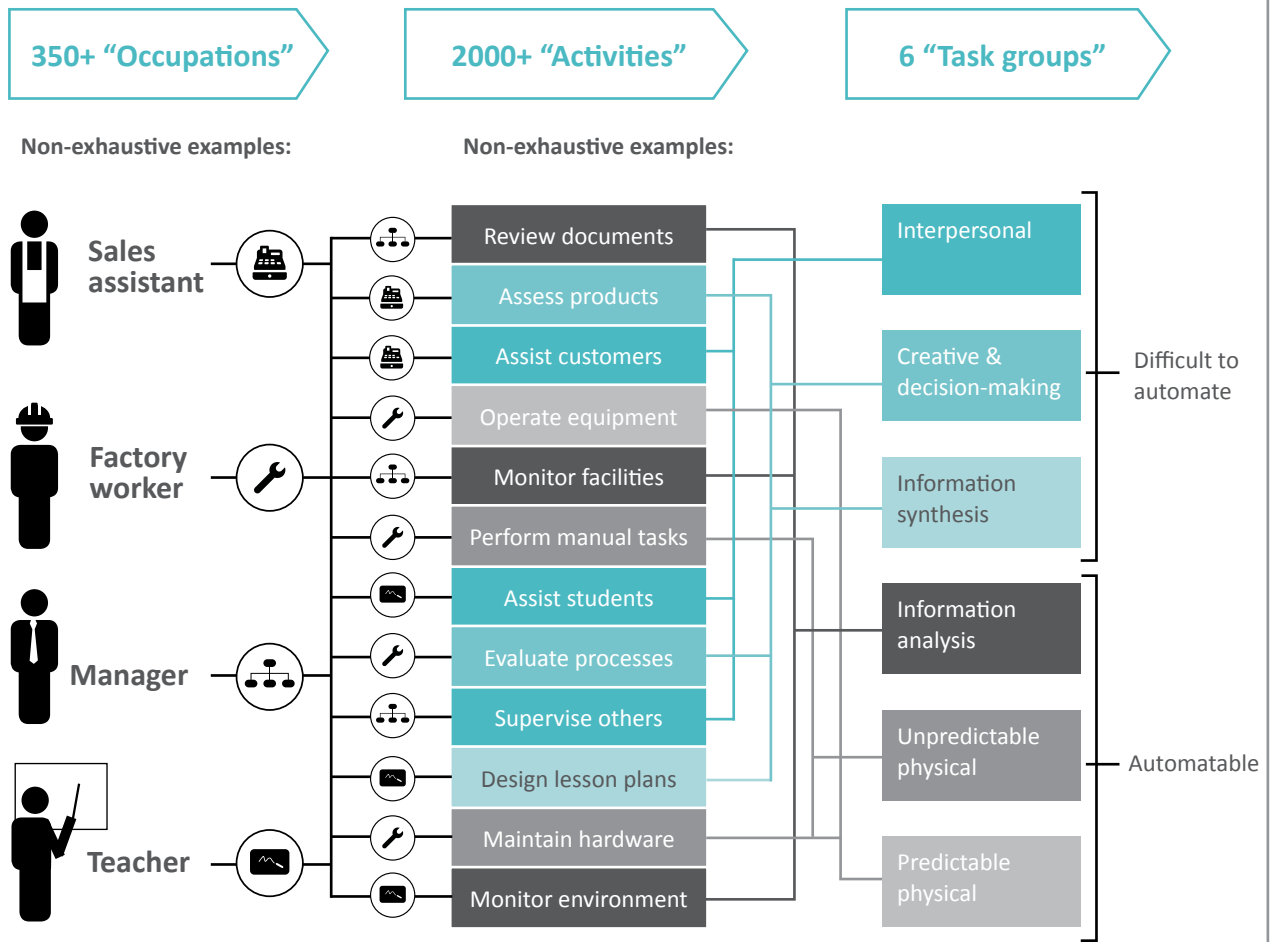 350+ “Occupations”
2000+ “Activities”
6 “Task groups”
Non-exhaustive examples:
Non-exhaustive examples:
Sales
assistant
Factory
worker
Manager
Teacher
Review documents
Assess products
Assist customers
Operate equipment
Monitor facilities
Perform manual tasks
Assist students
Evaluate processes
Supervise others
Design lesson plans
Maintain hardware
Monitor environment
Interpersonal
Creative &
decision-making
Information
synthesis
Information
analysis
Unpredictable
physical
Predictable
physical
Difficult to
automate
Automatable